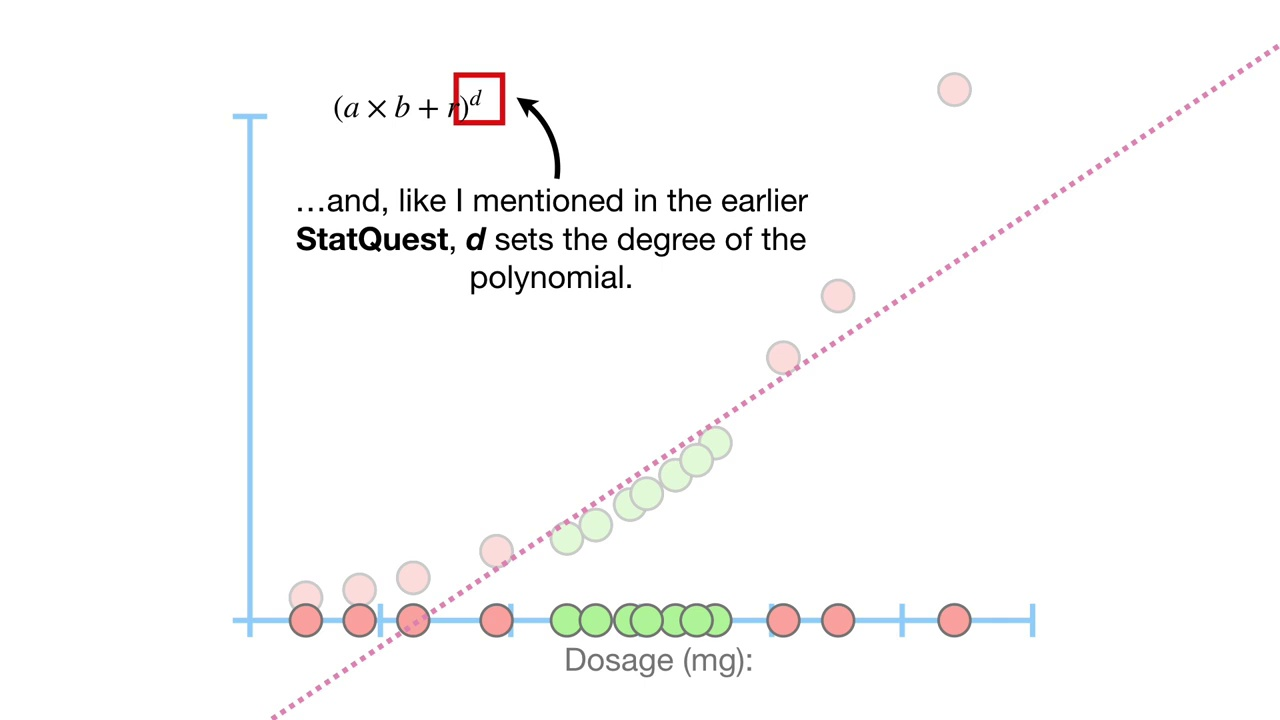 (a × b + r)^d
…and, like I mentioned in the earlier
StatQuest, d sets the degree of the
polynomial.
Dosage (mg):